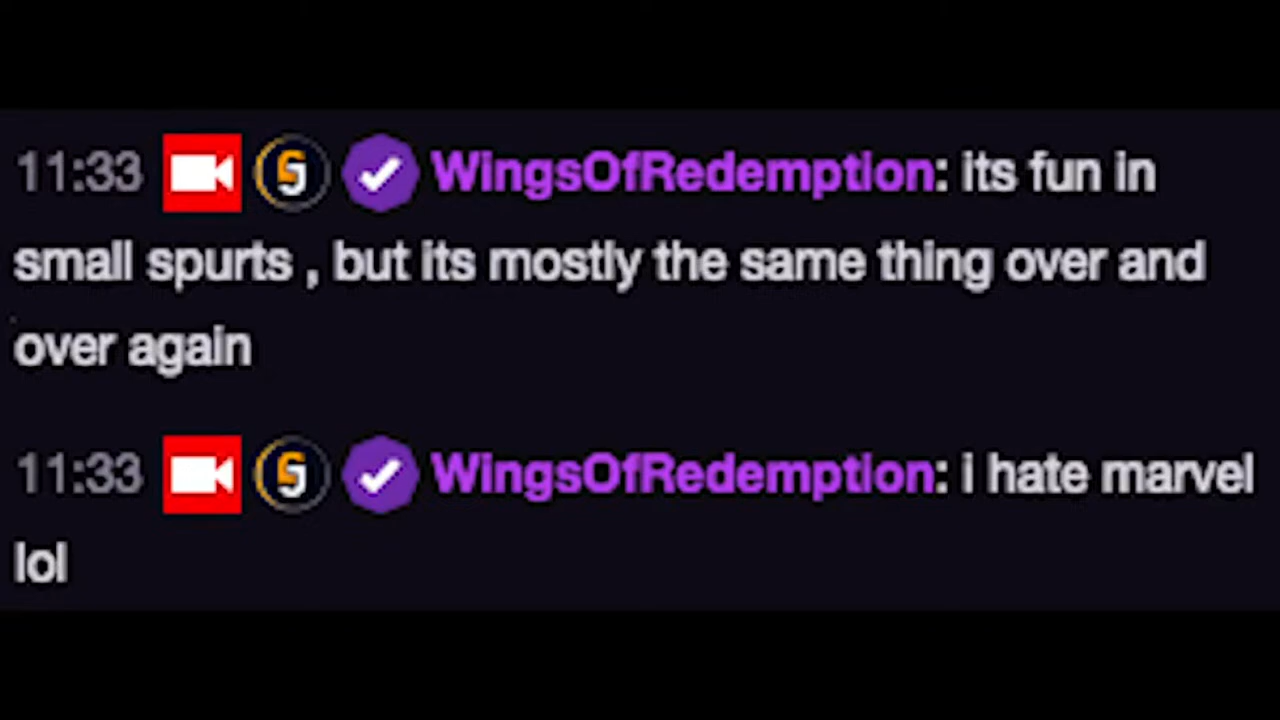 11:33 WingsOfRedemption: its fun in
small spurts , but its mostly the same thing over and
over again
11:33 WingsOfRedemption: i hate marvel
lol